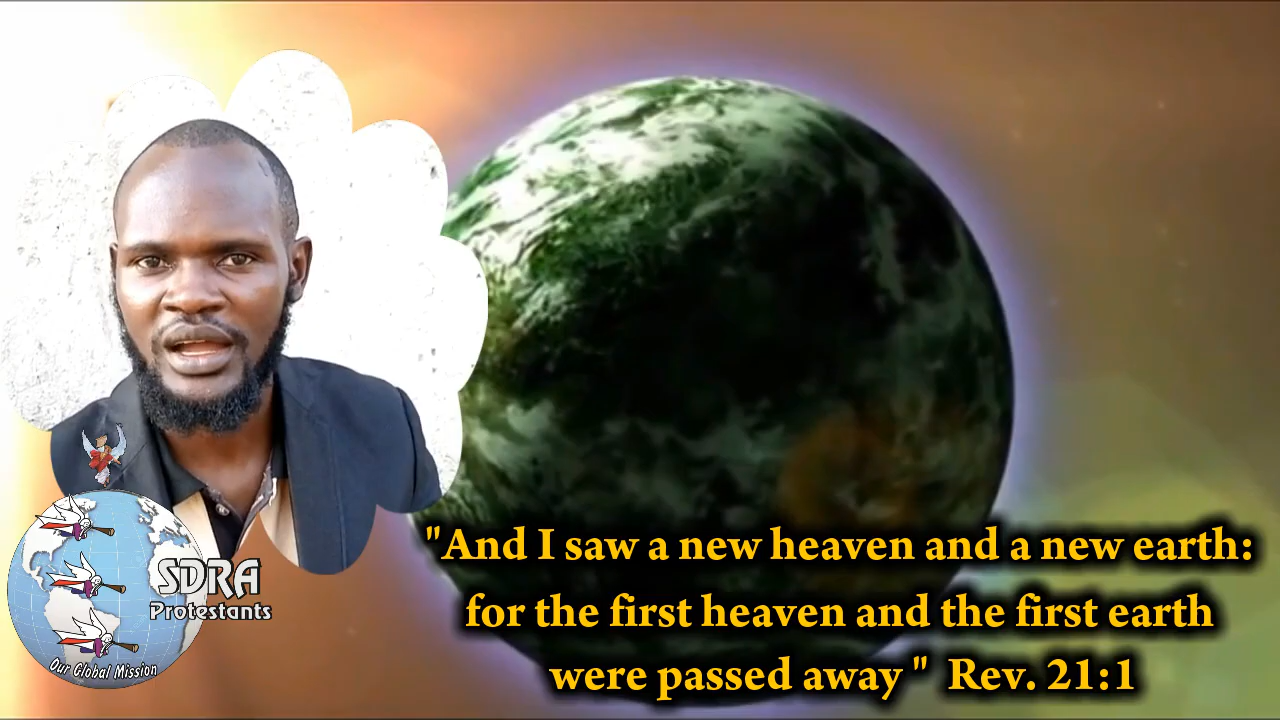 "And I saw a new heaven and a new earth:
for the first heaven and the first earth
were passed away " Rev. 21:1
SDRA
Protestants
Our Global Mission